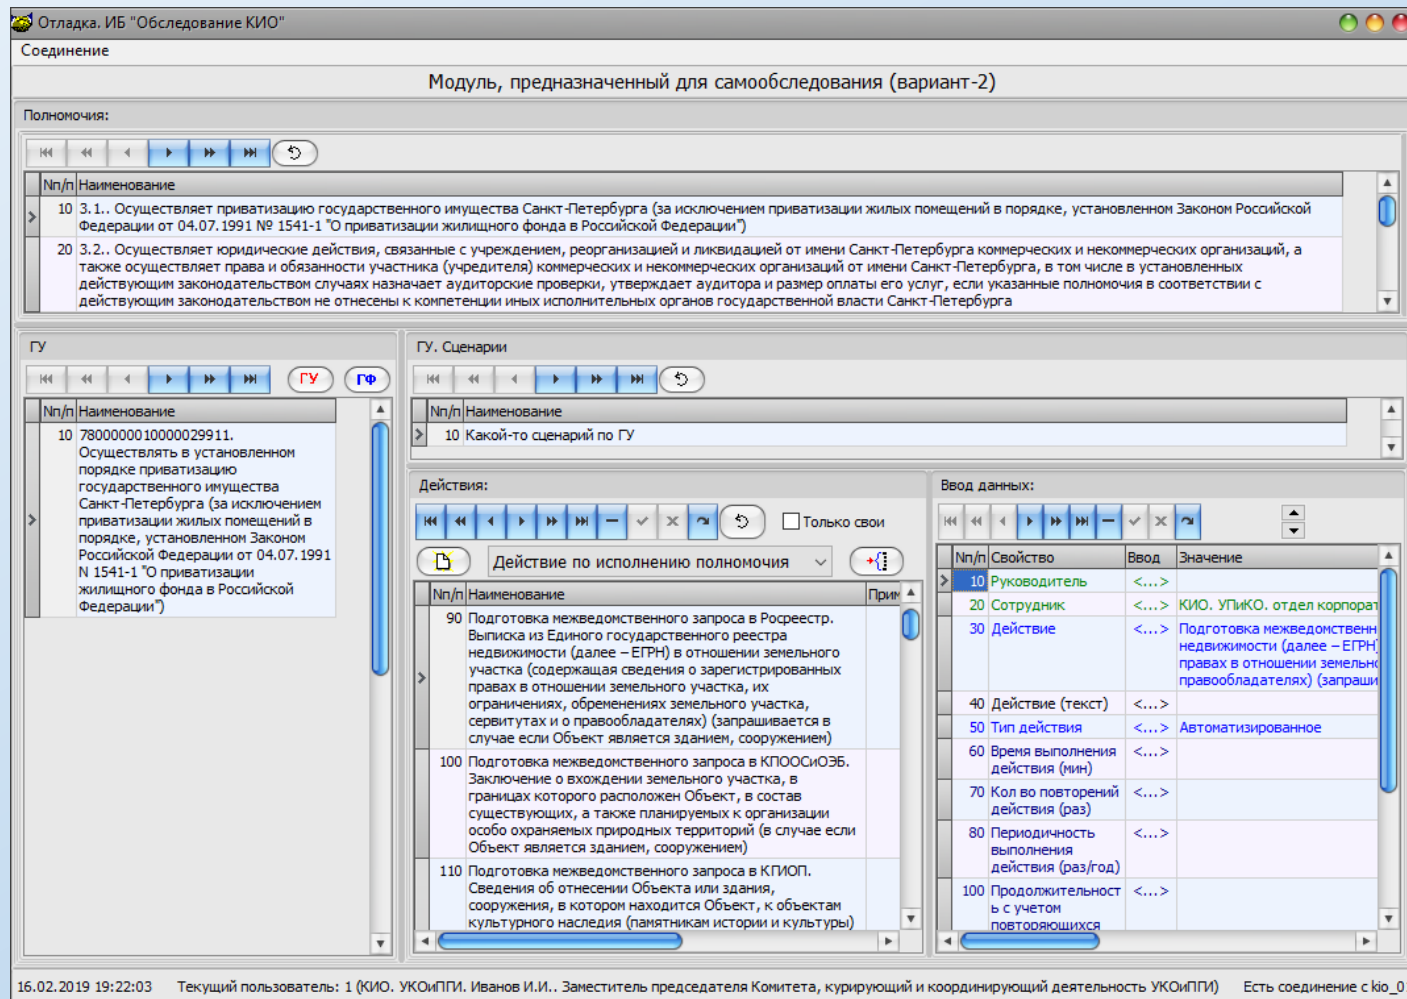 Отладка. ИБ "Обследование КИО"
Соединение
Модуль, предназначенный для самообследования (вариант-2)
Полномочия:
Nп/п Наименование
10 3.1.. Осуществляет приватизацию государственного имущества Санкт-Петербурга (за исключением приватизации жилых помещений в порядке, установленном Законом Российской
Федерации от 04.07.1991 № 1541-1 "О приватизации жилищного фонда в Российской Федерации")
20 3.2.. Осуществляет юридические действия, связанные с учреждением, реорганизацией и ликвидацией от имени Санкт-Петербурга коммерческих и некоммерческих организаций, а
также осуществляет права и обязанности участника (учредителя) коммерческих и некоммерческих организаций от имени Санкт-Петербурга, в том числе в установленных
действующим законодательством случаях назначает аудиторские проверки, утверждает аудитора и размер оплаты его услуг, если указанные полномочия в соответствии с
действующим законодательством не отнесены к компетенции иных исполнительных органов государственной власти Санкт-Петербурга
ГУ
ГУ ГФ
Nп/п Наименование
10 7800000010000029911.
Осуществлять в установленном
порядке приватизацию
государственного имущества
Санкт-Петербурга (за исключением
приватизации жилых помещений в
порядке, установленном Законом
Российской Федерации от 04.07.1991
N 1541-1 "О приватизации
жилищного фонда в Российской
Федерации")
ГУ. Сценарии
Nп/п Наименование
10 Какой-то сценарий по ГУ
Действия:
Только свои
Действие по исполнению полномочия
Nп/п Наименование Прим
90 Подготовка межведомственного запроса в Росреестр.
Выписка из Единого государственного реестра
недвижимости (далее – ЕГРН) в отношении земельного
участка (содержащая сведения о зарегистрированных
правах в отношении земельного участка, их
ограничениях, обременениях земельного участка,
сервитутах и о правообладателях) (запрашивается в
случае если Объект является зданием, сооружением)
100 Подготовка межведомственного запроса в КПООСиОЭБ.
Заключение о вхождении земельного участка, в
границах которого расположен Объект, в состав
существующих, а также планируемых к организации
особо охраняемых природных территорий (в случае если
Объект является зданием, сооружением)
110 Подготовка межведомственного запроса в КГИОП.
Сведения об отнесении Объекта или здания,
сооружения, в котором находится Объект, к объектам
культурного наследия (памятникам истории и культуры)
Ввод данных:
Nп/п Свойство Ввод Значение
10 Руководитель <...>
20 Сотрудник <...> КИО. УПиКО. отдел корпорат
30 Действие <...> Подготовка межведомственн
недвижимости (далее – ЕГРН)
правах в отношении земельно
правообладателях) (запраши
40 Действие (текст) <...>
50 Тип действия <...> Автоматизированное
60 Время выполнения <...>
действия (мин)
70 Кол во повторений <...>
действия (раз)
80 Периодичность <...>
выполнения
действия (раз/год)
100 Продолжительност <...>
ь с учетом
повторяющихся
16.02.2019 19:22:03 Текущий пользователь: 1 (КИО. УКОиПГИ. Иванов И.И.. Заместитель председателя Комитета, курирующий и координирующий деятельность УКОиПГИ) Есть соединение с kio_0